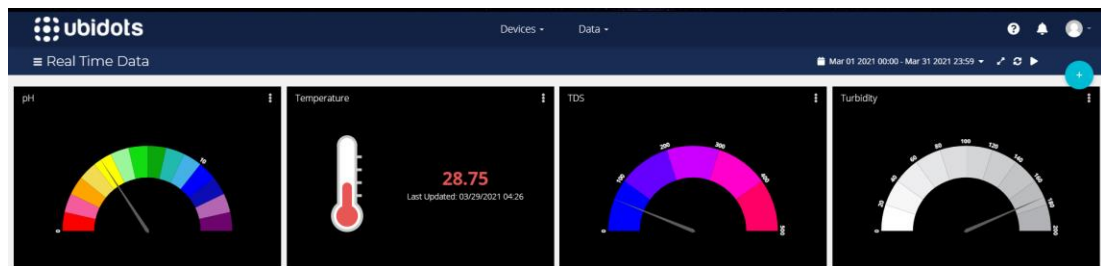 ubidots
Devices
Data
Real Time Data
Mar 01 2021 00:00 - Mar 31 2021 23:59
+
pH
0
10
Temperature
28.75
Last Updated: 03/29/2021 04:26
TDS
0
100
200
300
400
500
Turbidity
0
20
40
60
80
100
120
140
160
180
200